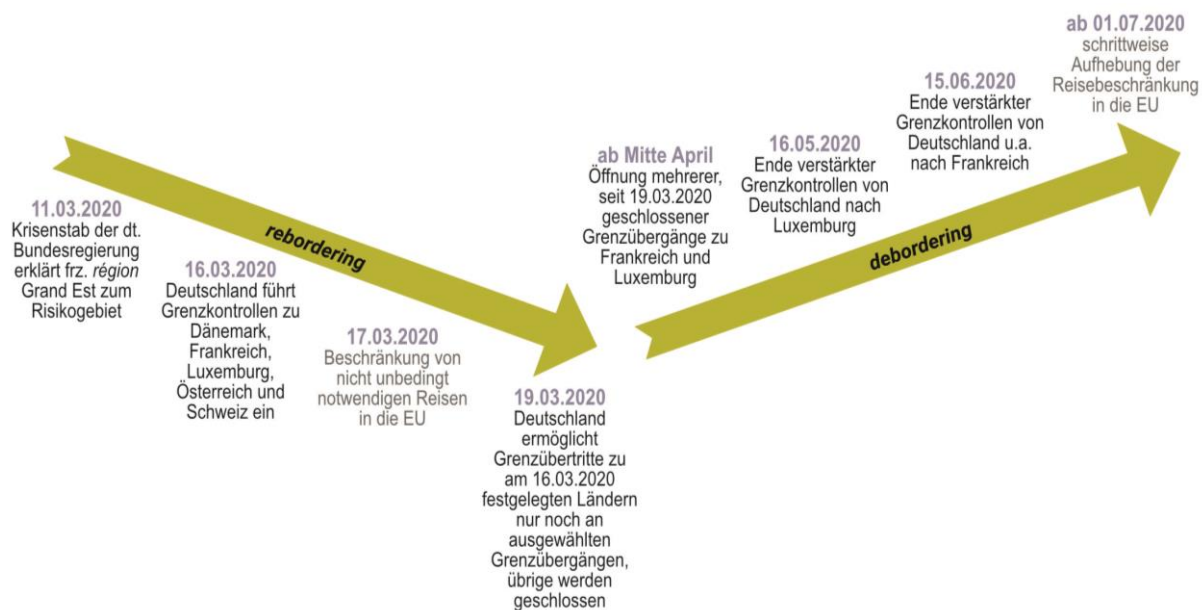 11.03.2020
Krisenstab der dt.
Bundesregierung
erklärt frz. région
Grand Est zum
Risikogebiet
rebordering
16.03.2020
Deutschland führt
Grenzkontrollen zu
Dänemark,
Frankreich,
Luxemburg,
Österreich und
Schweiz ein
17.03.2020
Beschränkung von
nicht unbedingt
notwendigen Reisen
in die EU
19.03.2020
Deutschland
ermöglicht
Grenzübertritte zu
am 16.03.2020
festgelegten Ländern
nur noch an
ausgewählten
Grenzübergängen,
übrige werden
geschlossen
ab Mitte April
Öffnung mehrerer,
seit 19.03.2020
geschlossener
Grenzübergänge zu
Frankreich und
Luxemburg
16.05.2020
Ende verstärkter
Grenzkontrollen von
Deutschland nach
Luxemburg
debordering
15.06.2020
Ende verstärkter
Grenzkontrollen von
Deutschland u.a.
nach Frankreich
ab 01.07.2020
schrittweise
Aufhebung der
Reisebeschränkung
in die EU